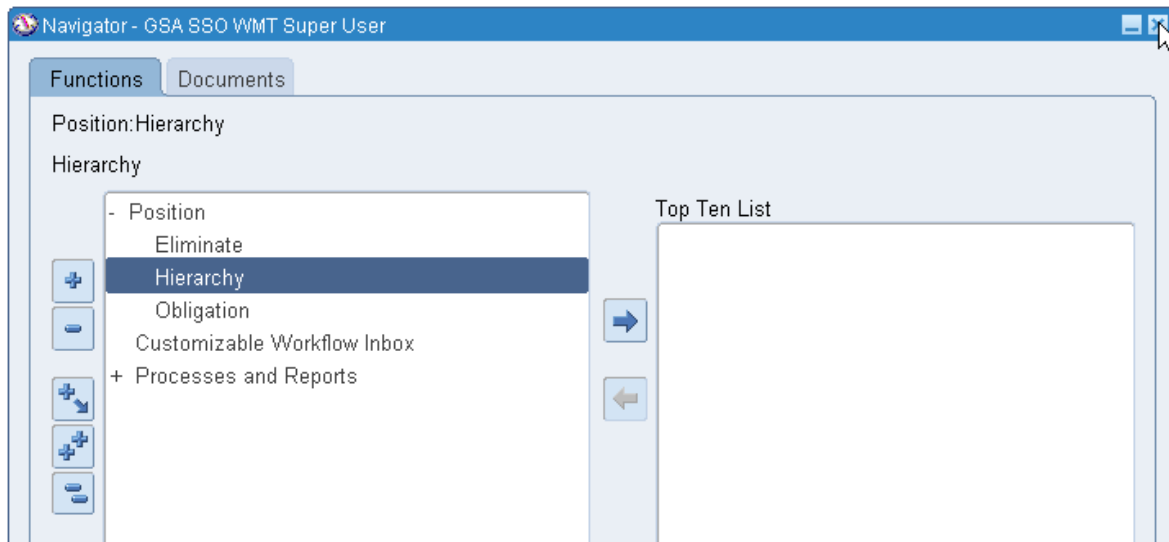 Navigator - GSA SSO WMT Super User
Functions Documents
Position:Hierarchy
Hierarchy
- Position
Eliminate
Hierarchy
Obligation
Customizable Workflow Inbox
+ Processes and Reports
Top Ten List